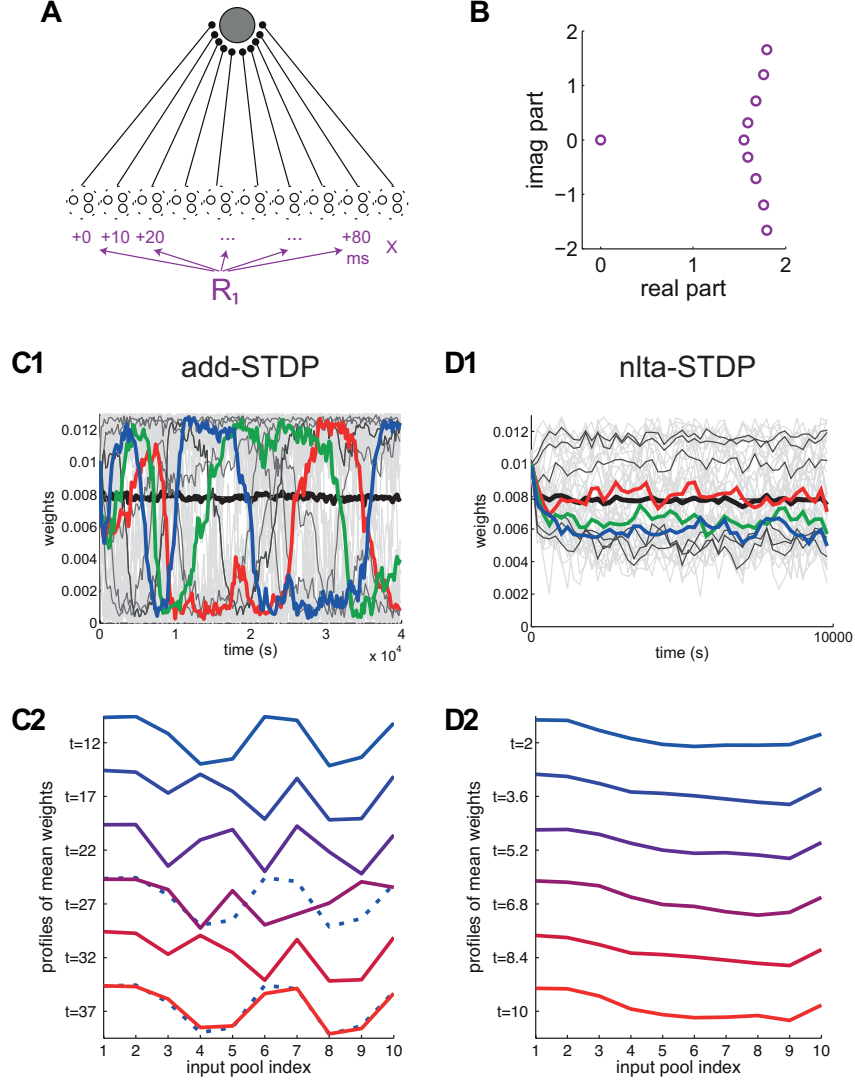 A
+0 +10 +20 ... ... +80 X
ms
R₁
B
imag part
2
1
0
−1
−2
0 1 2
real part
C1
add-STDP
weights
0.012
0.01
0.008
0.006
0.004
0.002
0
0 1 2 3 4
time (s)
x 10⁴
D1
nlta-STDP
weights
0.012
0.01
0.008
0.006
0.004
0.002
0
0 10000
time (s)
C2
profiles of mean weights
t=12
t=17
t=22
t=27
t=32
t=37
1 2 3 4 5 6 7 8 9 10
input pool index
D2
profiles of mean weights
t=2
t=3.6
t=5.2
t=6.8
t=8.4
t=10
1 2 3 4 5 6 7 8 9 10
input pool index